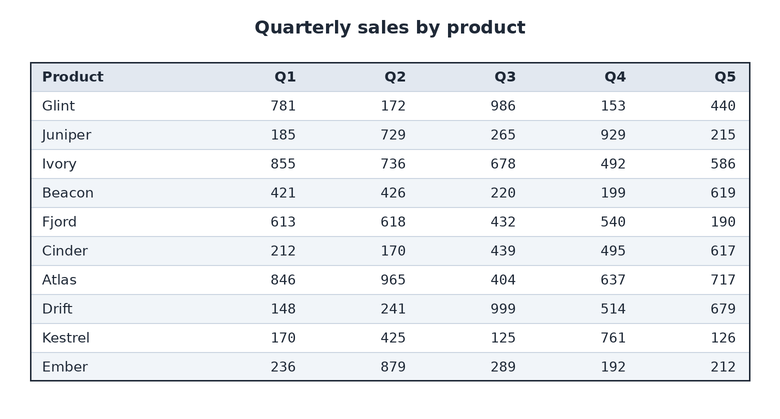 Quarterly sales by product
Product Q1 Q2 Q3 Q4 Q5
Glint 781 172 986 153 440
Juniper 185 729 265 929 215
Ivory 855 736 678 492 586
Beacon 421 426 220 199 619
Fjord 613 618 432 540 190
Cinder 212 170 439 495 617
Atlas 846 965 404 637 717
Drift 148 241 999 514 679
Kestrel 170 425 125 761 126
Ember 236 879 289 192 212